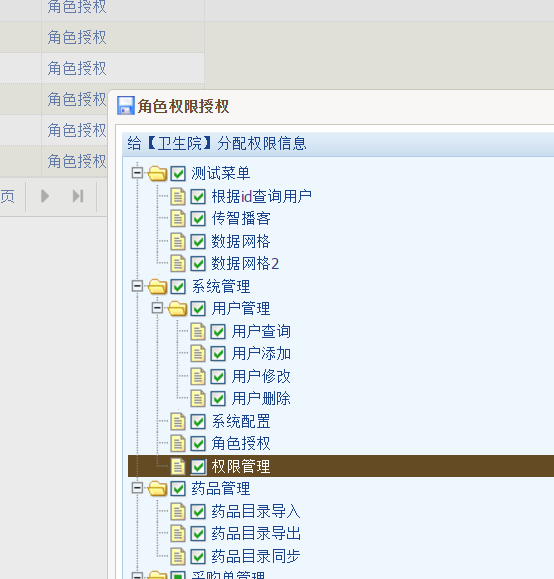 角色授权
角色授权
角色授权
角色授权
角色授权
角色授权
页
角色权限授权
给【卫生院】分配权限信息
测试菜单
根据id查询用户
传智播客
数据网格
数据网格2
系统管理
用户管理
用户查询
用户添加
用户修改
用户删除
系统配置
角色授权
权限管理
药品管理
药品目录导入
药品目录导出
药品目录同步
采购单管理